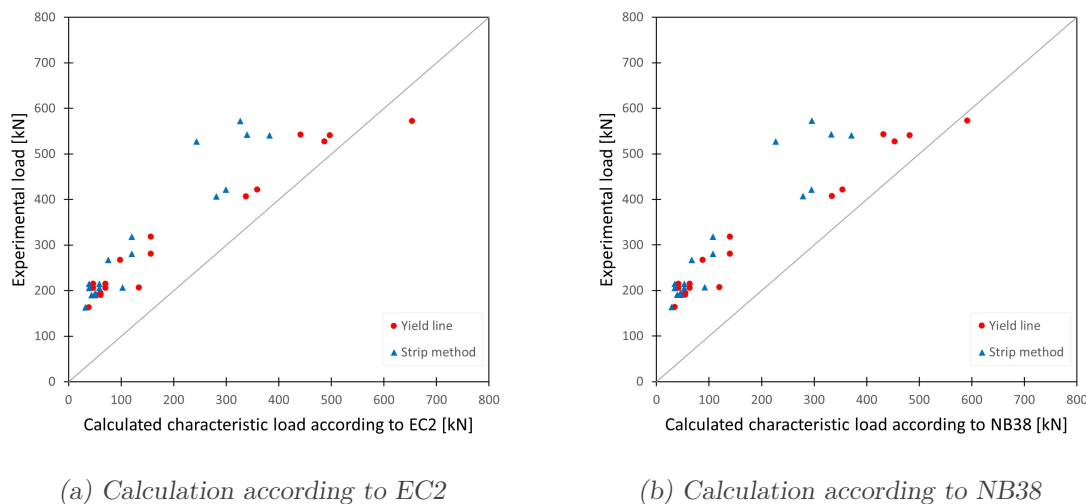 800
700
600
500
400
300
200
100
0
Experimental load [kN]
0 100 200 300 400 500 600 700 800
Calculated characteristic load according to EC2 [kN]
Yield line
Strip method
(a) Calculation according to EC2
800
700
600
500
400
300
200
100
0
Experimental load [kN]
0 100 200 300 400 500 600 700 800
Calculated characteristic load according to NB38 [kN]
Yield line
Strip method
(b) Calculation according to NB38